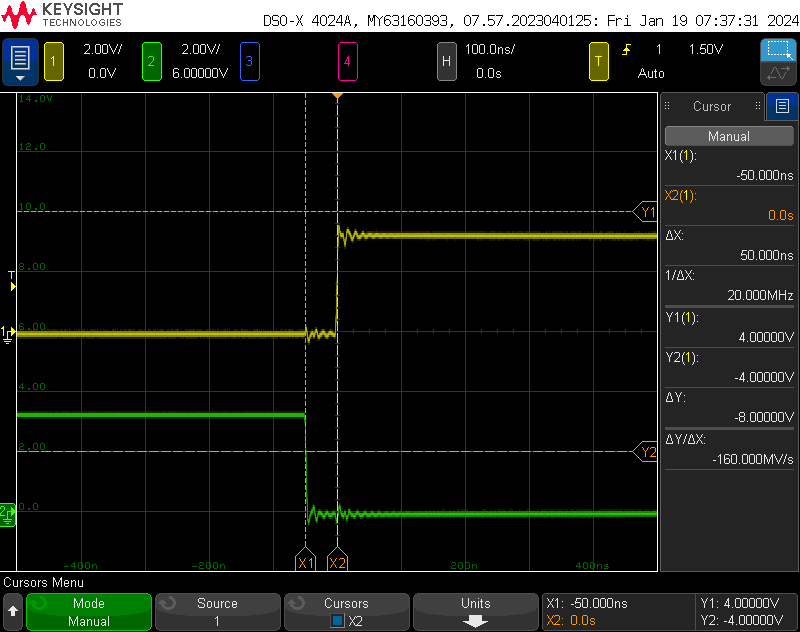 KEYSIGHT
TECHNOLOGIES
DSO-X 4024A, MY63160393, 07.57.2023040125: Fri Jan 19 07:37:31 2024
1 2.00V/ 2 2.00V/ 3 4 H 100.0ns/ T 1 1.50V
0.0V 6.00000V 0.0s Auto
14.0V
12.0
10.0
8.00
6.00
4.00
2.00
0.0
T
1
2
Y1
Y2
-400n -200n X1 X2 200n 400ns
Cursor
Manual
X1(1):
-50.000ns
X2(1):
0.0s
ΔX:
50.000ns
1/ΔX:
20.000MHz
Y1(1):
4.00000V
Y2(1):
-4.00000V
ΔY:
-8.00000V
ΔY/ΔX:
-160.000MV/s
Cursors Menu
Mode Source Cursors Units
Manual 1 X2
X1: -50.000ns Y1: 4.00000V
X2: 0.0s Y2: -4.00000V